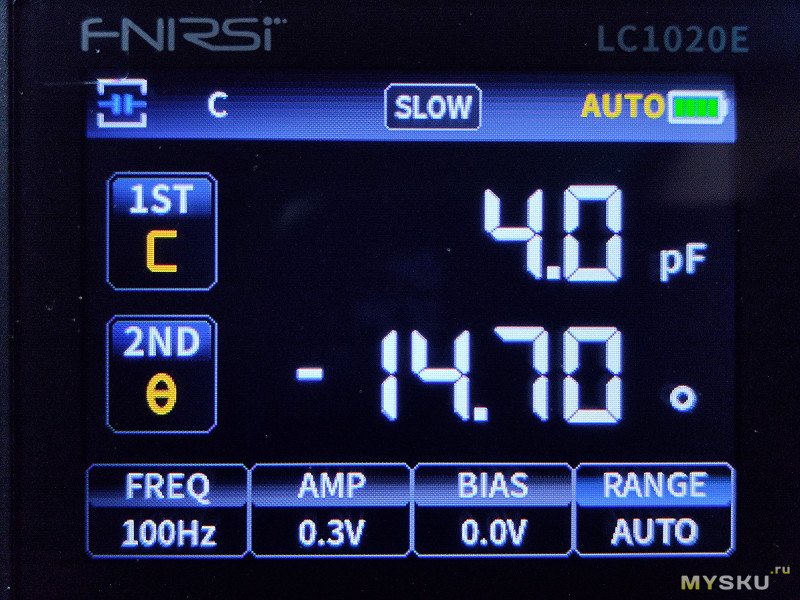 FNIRSI LC1020E
C SLOW AUTO
1ST
C 4.0 pF
2ND
θ -14.70 °
FREQ AMP BIAS RANGE
100Hz 0.3V 0.0V AUTO
MYSKU.ru